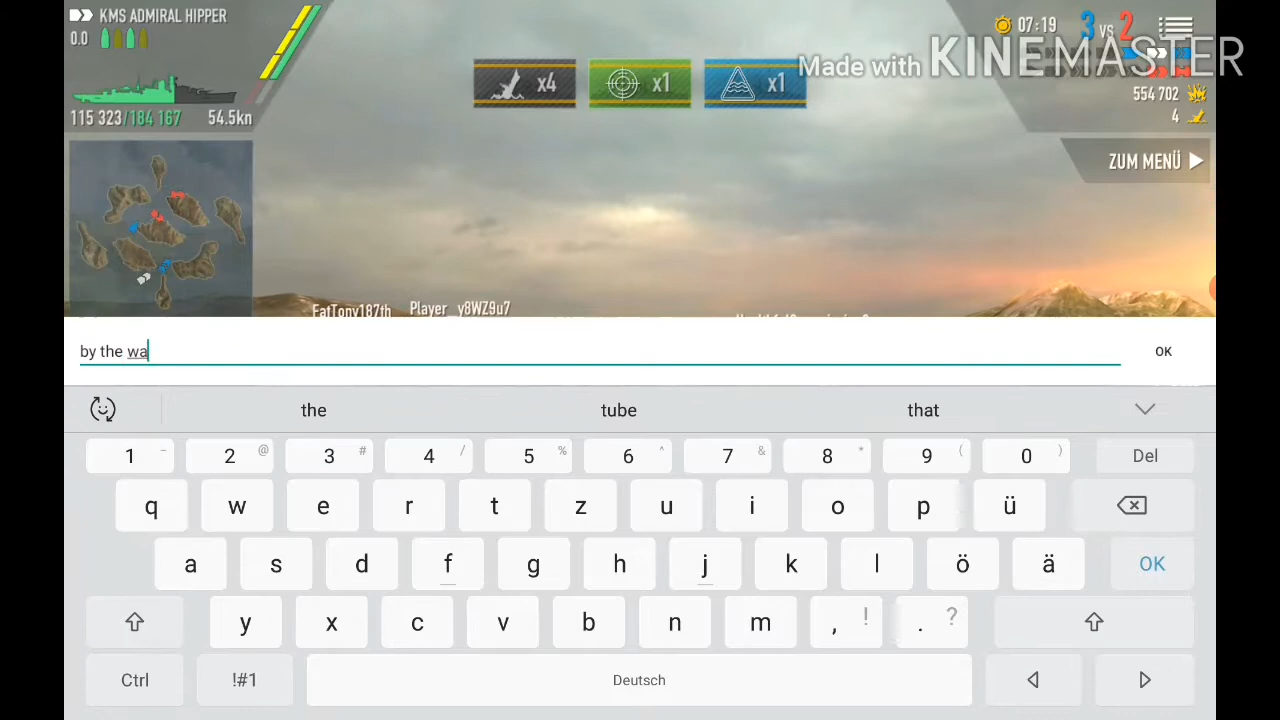 KMS ADMIRAL HIPPER
0.0
115 323/184 167 54.5kn
x4 x1 x1
07:19 3 vs 2
Made with KINEMASTER
554 702
4
ZUM MENÜ
FatTony187th Player_y8WZ9u7
by the wa OK
the tube that
1 - 2 @ 3 # 4 / 5 % 6 ^ 7 & 8 * 9 ( 0 ) Del
q w e r t z u i o p ü
a s d f g h j k l ö ä OK
y x c v b n m , ! . ?
Ctrl !#1 Deutsch